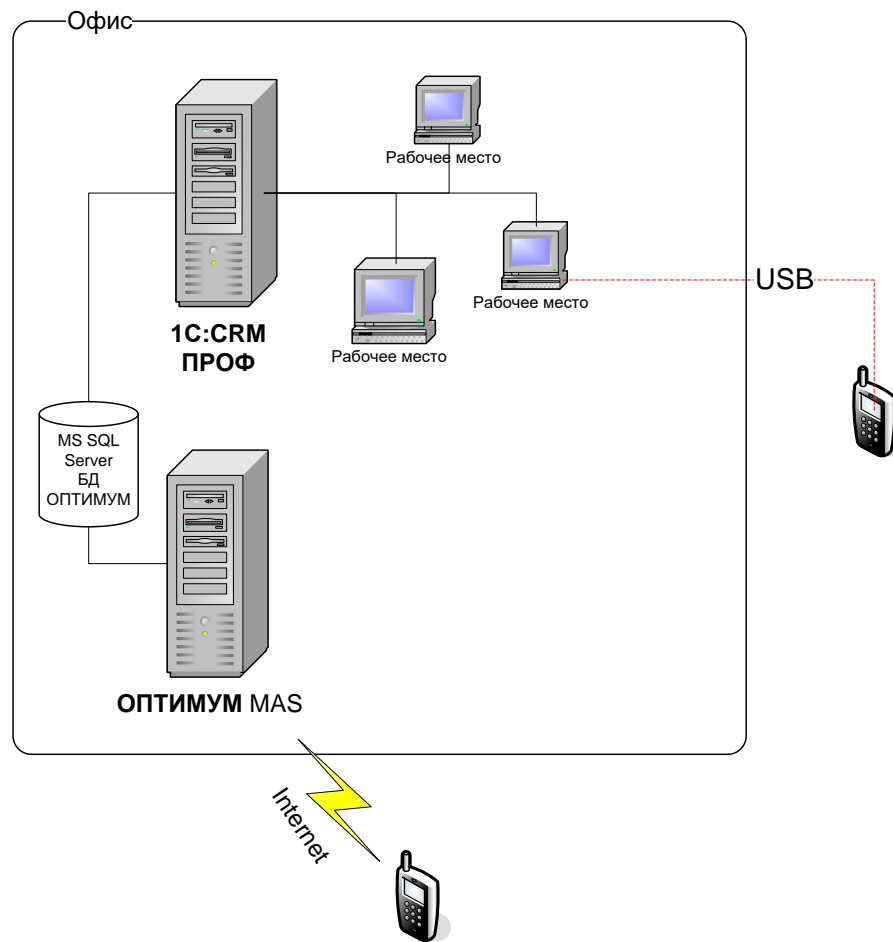 Офис
Рабочее место
Рабочее место
Рабочее место
USB
1С:CRM
ПРОФ
MS SQL
Server
БД
ОПТИМУМ
ОПТИМУМ MAS
Internet